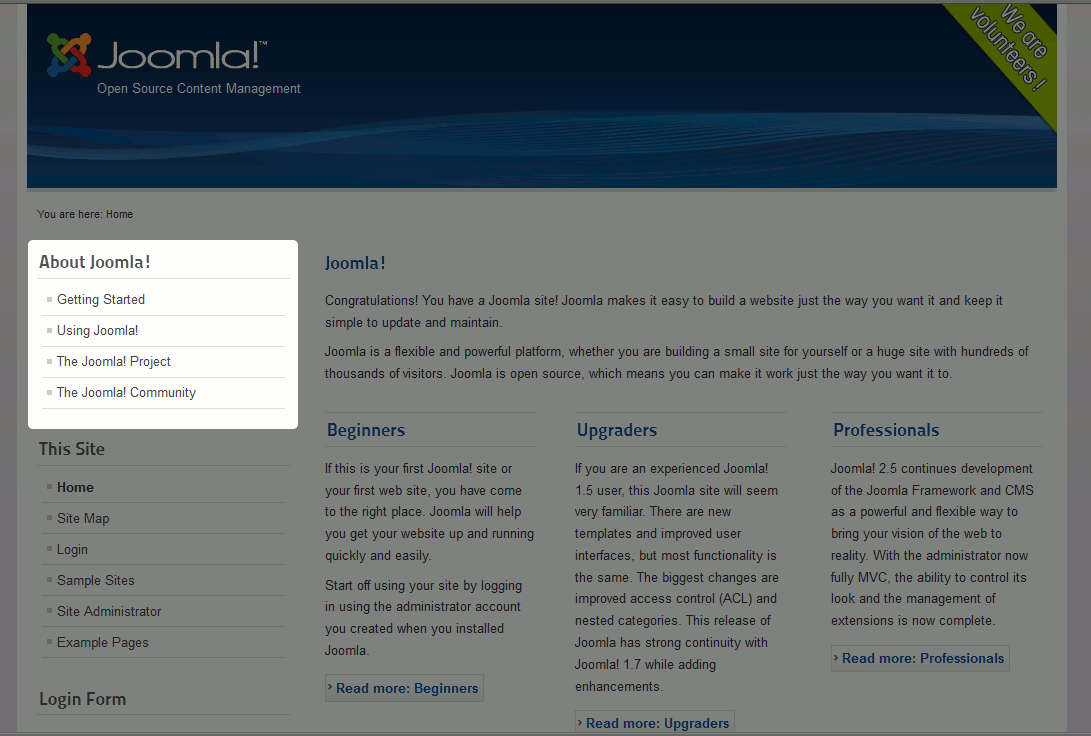 Joomla!™
Open Source Content Management
We are
volunteers !
You are here: Home
About Joomla!
Getting Started
Using Joomla!
The Joomla! Project
The Joomla! Community
This Site
Home
Site Map
Login
Sample Sites
Site Administrator
Example Pages
Login Form
Joomla!
Congratulations! You have a Joomla site! Joomla makes it easy to build a website just the way you want it and keep it
simple to update and maintain.
Joomla is a flexible and powerful platform, whether you are building a small site for yourself or a huge site with hundreds of
thousands of visitors. Joomla is open source, which means you can make it work just the way you want it to.
Beginners
If this is your first Joomla! site or
your first web site, you have come
to the right place. Joomla will help
you get your website up and running
quickly and easily.
Start off using your site by logging
in using the administrator account
you created when you installed
Joomla.
› Read more: Beginners
Upgraders
If you are an experienced Joomla!
1.5 user, this Joomla site will seem
very familiar. There are new
templates and improved user
interfaces, but most functionality is
the same. The biggest changes are
improved access control (ACL) and
nested categories. This release of
Joomla has strong continuity with
Joomla! 1.7 while adding
enhancements.
› Read more: Upgraders
Professionals
Joomla! 2.5 continues development
of the Joomla Framework and CMS
as a powerful and flexible way to
bring your vision of the web to
reality. With the administrator now
fully MVC, the ability to control its
look and the management of
extensions is now complete.
› Read more: Professionals